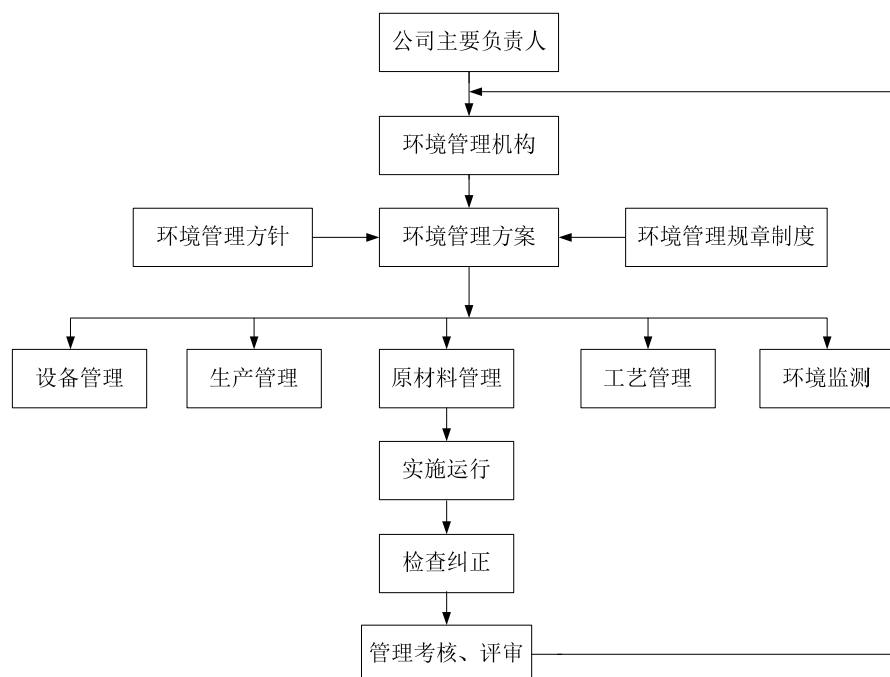 公司主要负责人
环境管理机构
环境管理方针
环境管理方案
环境管理规章制度
设备管理
生产管理
原材料管理
工艺管理
环境监测
实施运行
检查纠正
管理考核、评审